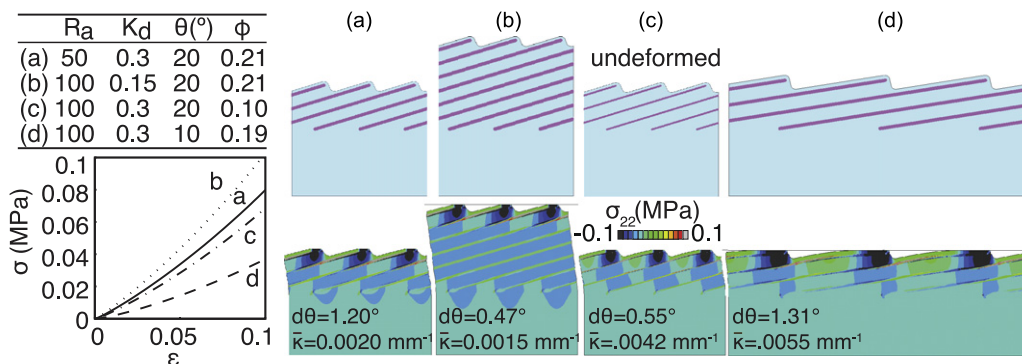 (a) (b) (c) (d)
Rₐ K_d θ(°) ϕ
(a) 50 0.3 20 0.21
(b) 100 0.15 20 0.21
(c) 100 0.3 20 0.10
(d) 100 0.3 10 0.19
undeformed
0.1
0.08
0.06
0.04
0.02
0
σ (MPa)
b
a
c
d
0 0.05 0.1
ε
σ₂₂(MPa)
-0.1 0.1
dθ=1.20° dθ=0.47° dθ=0.55° dθ=1.31°
κ̄=0.0020 mm⁻¹ κ̄=0.0015 mm⁻¹ κ̄=.0042 mm⁻¹ κ̄=.0055 mm⁻¹